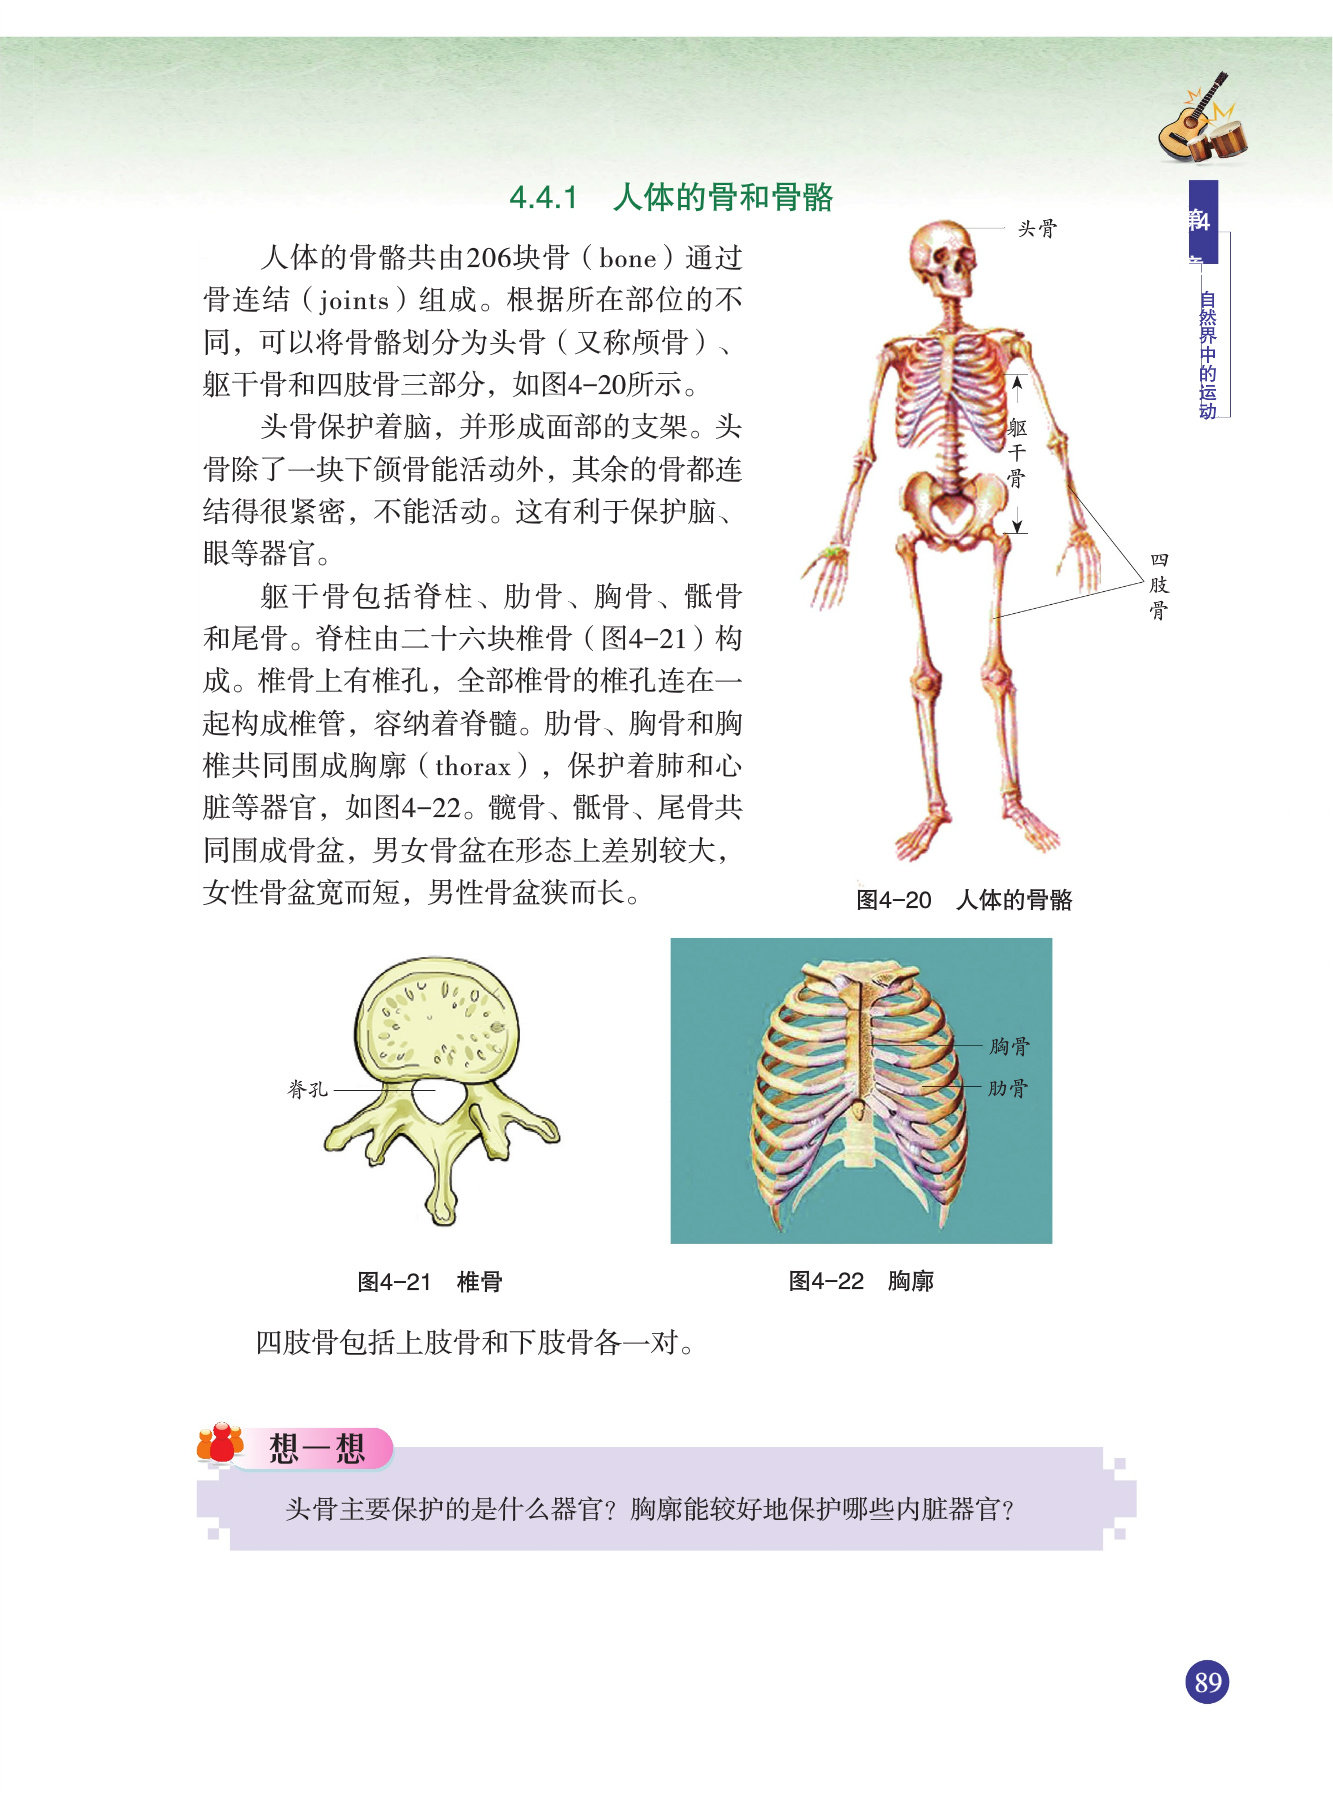 4.4.1 人体的骨和骨骼
人体的骨骼共由206块骨（bone）通过
骨连结（joints）组成。根据所在部位的不
同，可以将骨骼划分为头骨（又称颅骨）、
躯干骨和四肢骨三部分，如图4-20所示。
头骨保护着脑，并形成面部的支架。头
骨除了一块下颌骨能活动外，其余的骨都连
结得很紧密，不能活动。这有利于保护脑、
眼等器官。
躯干骨包括脊柱、肋骨、胸骨、骶骨
和尾骨。脊柱由二十六块椎骨（图4-21）构
成。椎骨上有椎孔，全部椎骨的椎孔连在一
起构成椎管，容纳着脊髓。肋骨、胸骨和胸
椎共同围成胸廓（thorax），保护着肺和心
脏等器官，如图4-22。髋骨、骶骨、尾骨共
同围成骨盆，男女骨盆在形态上差别较大，
女性骨盆宽而短，男性骨盆狭而长。
头骨
躯干骨
四肢骨
图4-20 人体的骨骼
脊孔
图4-21 椎骨
胸骨
肋骨
图4-22 胸廓
四肢骨包括上肢骨和下肢骨各一对。
想一想
头骨主要保护的是什么器官？胸廓能较好地保护哪些内脏器官？
第4章
自然界中的运动
89